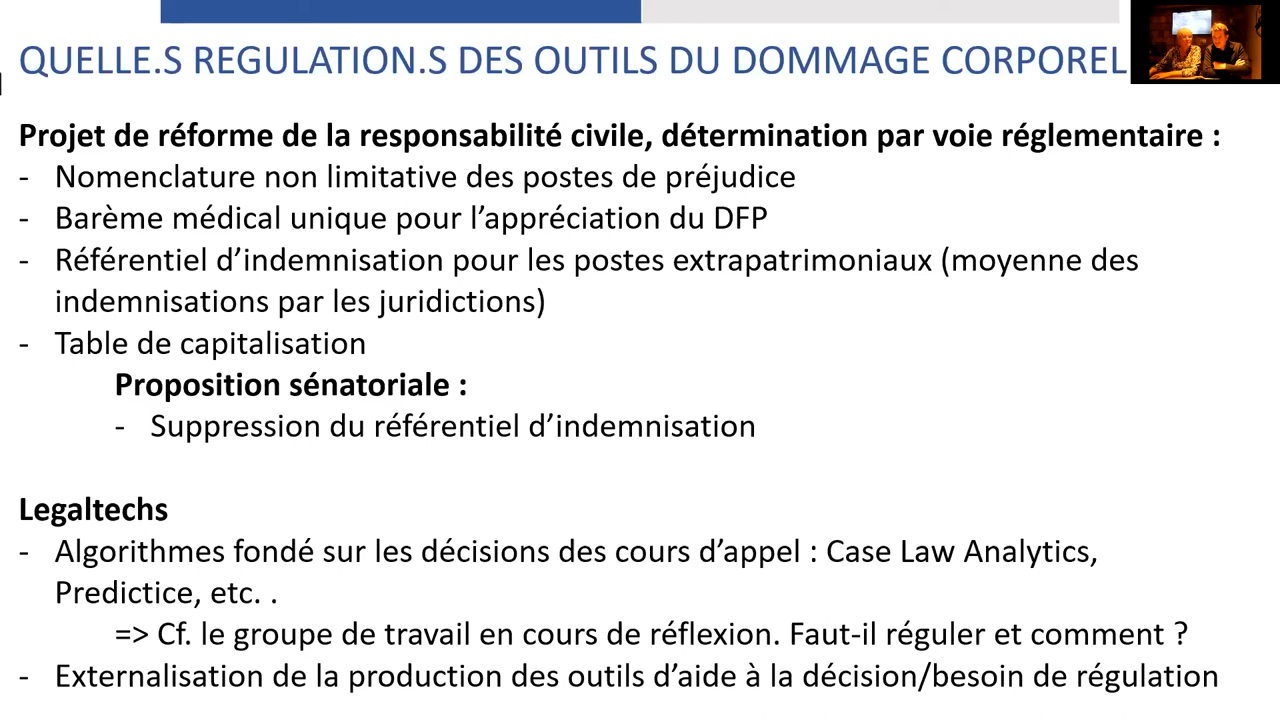 QUELLE.S REGULATION.S DES OUTILS DU DOMMAGE CORPOREL
Projet de réforme de la responsabilité civile, détermination par voie réglementaire :
- Nomenclature non limitative des postes de préjudice
- Barème médical unique pour l’appréciation du DFP
- Référentiel d’indemnisation pour les postes extrapatrimoniaux (moyenne des
indemnisations par les juridictions)
- Table de capitalisation
Proposition sénatoriale :
- Suppression du référentiel d’indemnisation
Legaltechs
- Algorithmes fondé sur les décisions des cours d’appel : Case Law Analytics,
Predictice, etc. .
=> Cf. le groupe de travail en cours de réflexion. Faut-il réguler et comment ?
- Externalisation de la production des outils d’aide à la décision/besoin de régulation